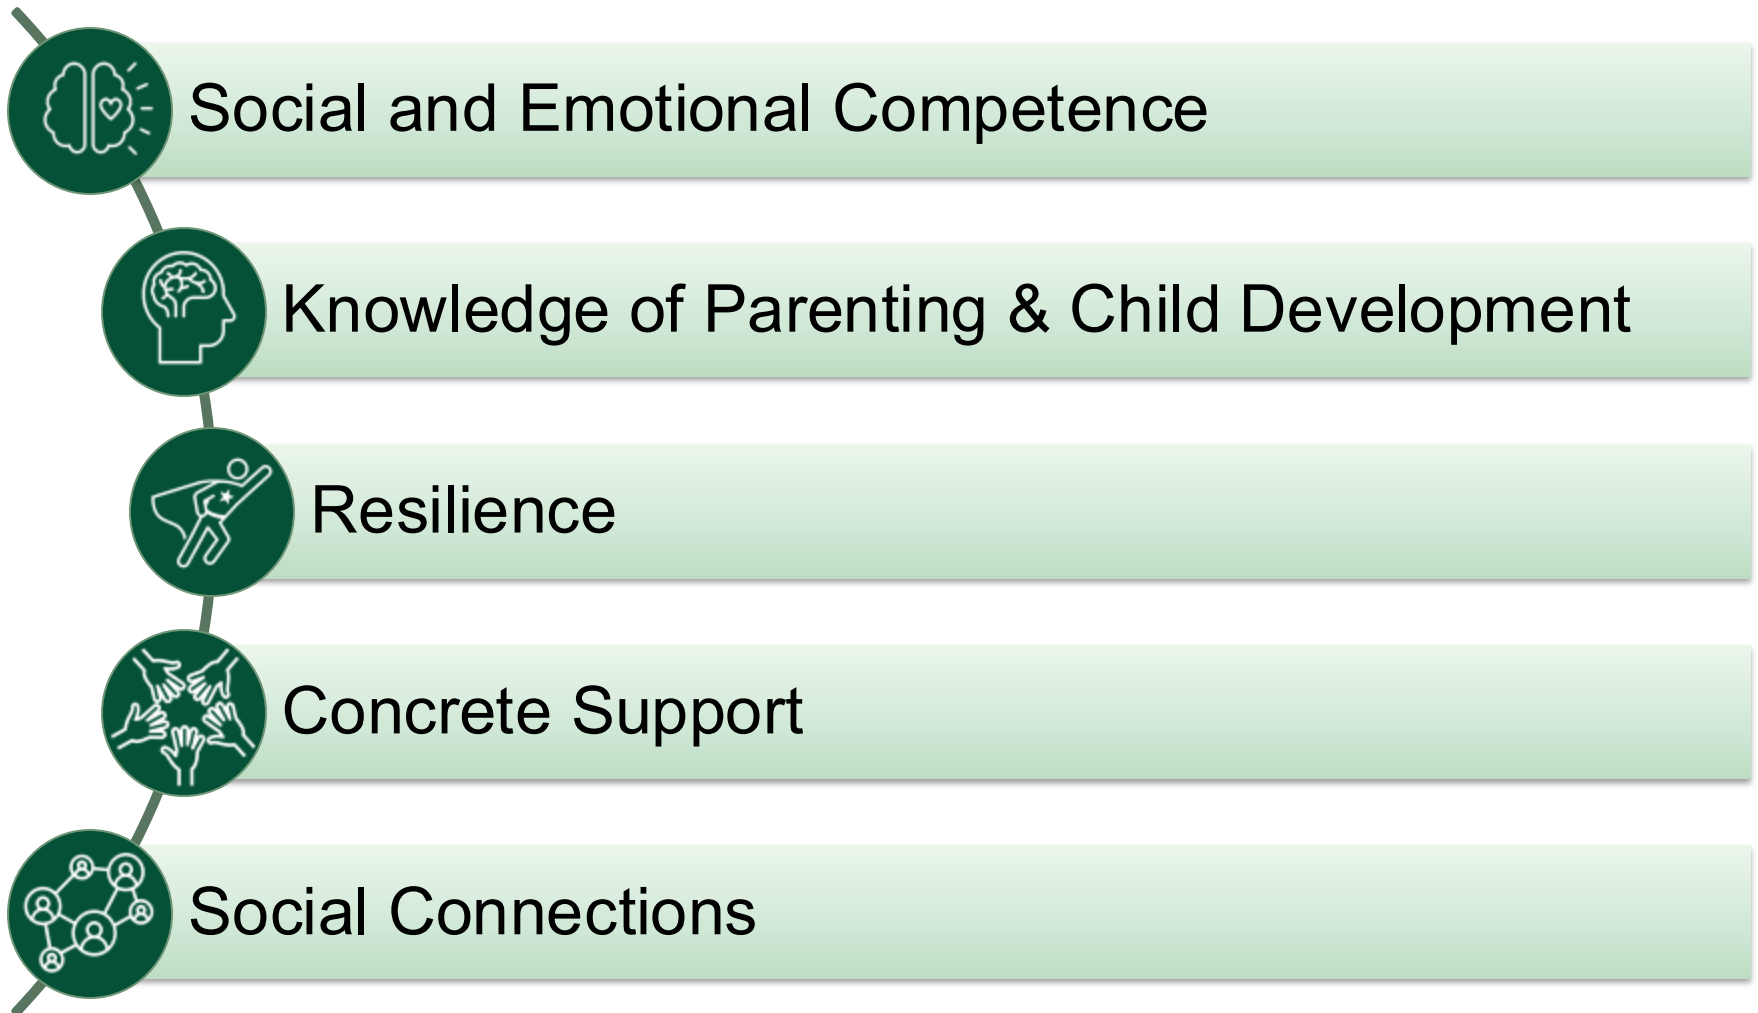 Social and Emotional Competence
Knowledge of Parenting & Child Development
Resilience
Concrete Support
Social Connections